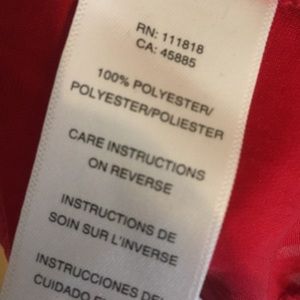 RN: 111818
CA: 45885
100% POLYESTER/
POLYESTER/POLIESTER
CARE INSTRUCTIONS
ON REVERSE
INSTRUCTIONS DE
SOIN SUR L'INVERSE
INSTRUCCIONES DE
CUIDADO